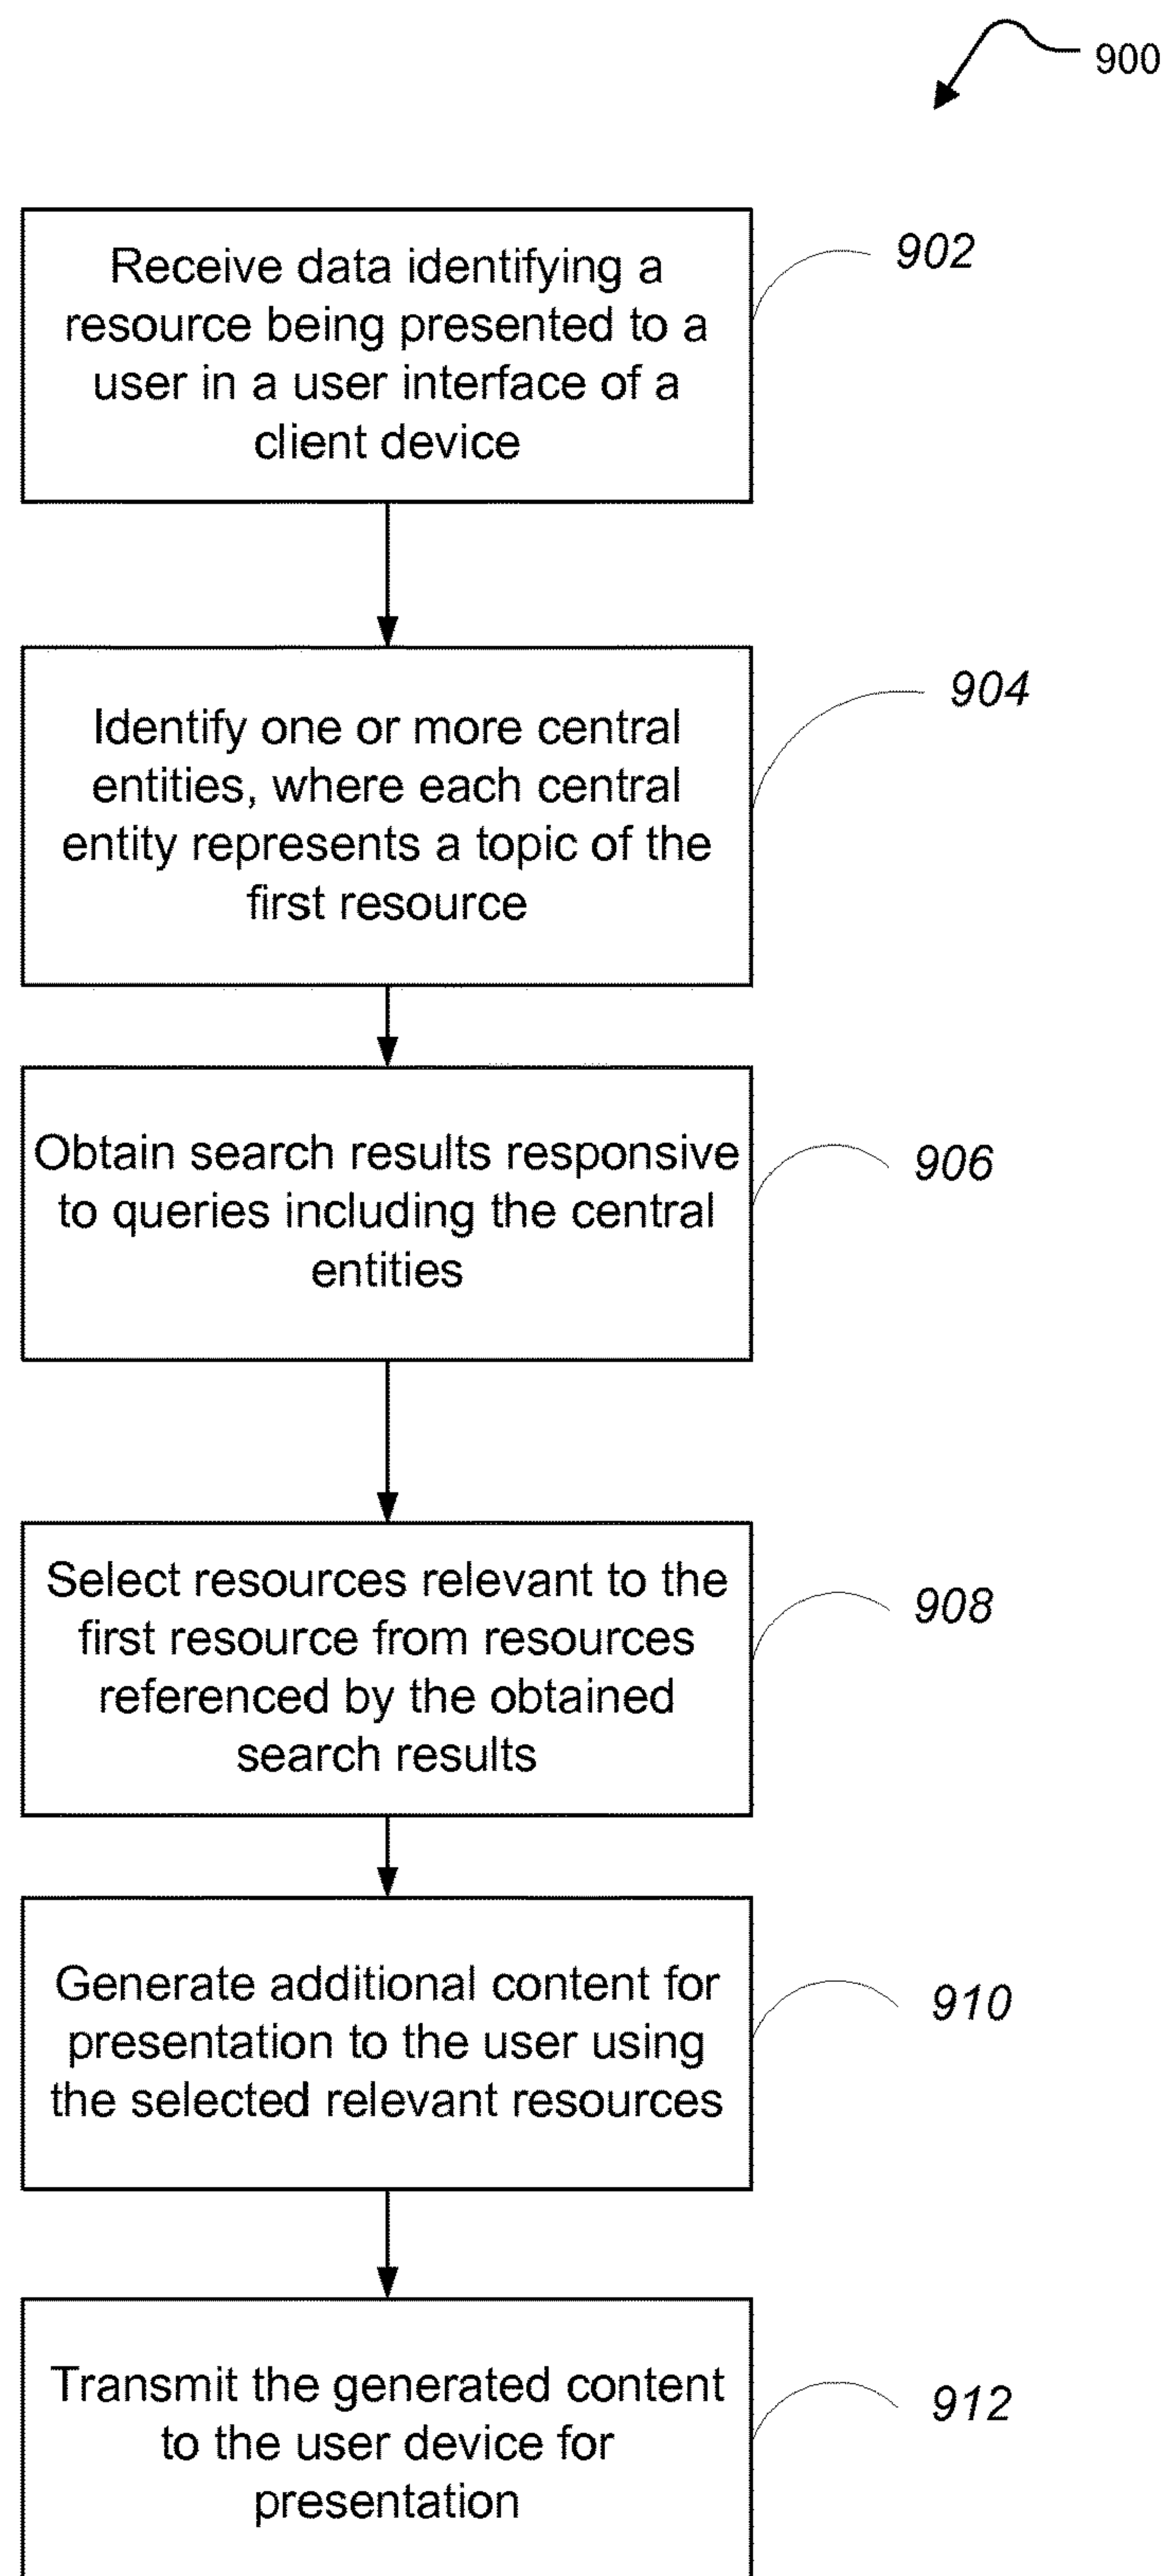 900
Receive data identifying a
resource being presented to a
user in a user interface of a
client device
902
Identify one or more central
entities, where each central
entity represents a topic of the
first resource
904
Obtain search results responsive
to queries including the central
entities
906
Select resources relevant to the
first resource from resources
referenced by the obtained
search results
908
Generate additional content for
presentation to the user using
the selected relevant resources
910
Transmit the generated content
to the user device for
presentation
912